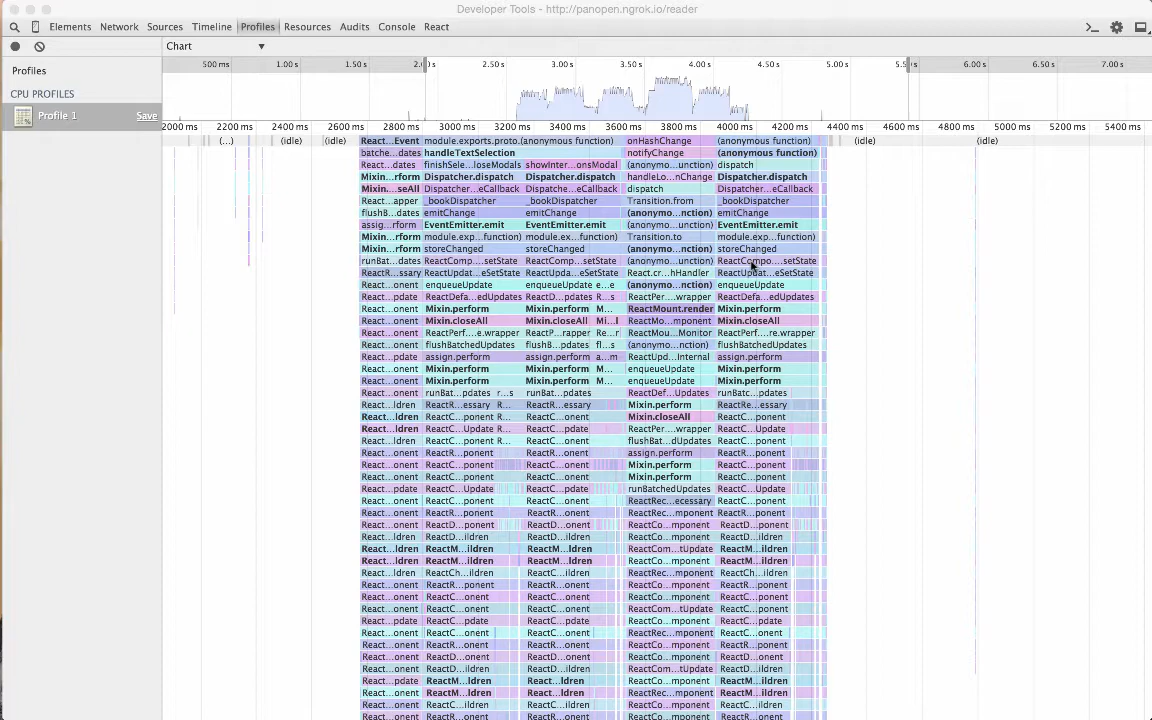 Developer Tools - http://panopen.ngrok.io/reader
Elements Network Sources Timeline Profiles Resources Audits Console React
Chart ▼
Profiles
CPU PROFILES
Profile 1 Save
500 ms 1.00 s 1.50 s 2.0 2.50 s 3.00 s 3.50 s 4.00 s 4.50 s 5.00 s 5.5 s 6.00 s 6.50 s 7.00 s
2000 ms 2200 ms 2400 ms 2600 ms 2800 ms 3000 ms 3200 ms 3400 ms 3600 ms 3800 ms 4000 ms 4200 ms 4400 ms 4600 ms 4800 ms 5000 ms 5200 ms 5400 ms
(...) (idle) (idle) React...Event module.exports.proto.(anonymous function) onHashChange (anonymous function) (idle) (idle)
batche...dates handleTextSelection notifyChange (anonymous function)
React...dates finishSele...loseModals showInter...onsModal (anonymo...unction) dispatch
Mixin...rform Dispatcher.dispatch Dispatcher.dispatch handleLo...nChange Dispatcher.dispatch
Mixin....seAll Dispatcher...eCallback Dispatche...eCallback dispatch Dispatcher...eCallback
React...apper _bookDispatcher _bookDispatcher Transition.from _bookDispatcher
flushB...dates emitChange emitChange (anonymo...nction) emitChange
assig...rform EventEmitter.emit EventEmitter.emit (anonymo...unction) EventEmitter.emit
Mixin...rform module.exp...function) module.ex...function) Transition.to module.exp...function)
Mixin...rform storeChanged storeChanged (anonymo...nction) storeChanged
runBat...dates ReactComp...setState ReactComp...setState (anonymo...unction) ReactCompo...setState
ReactR...ssary ReactUpdat...eSetState ReactUpda...eSetState React.cr...hHandler ReactUpdat...eSetState
React...onent enqueueUpdate enqueueUpdate e...e (anonymo...nction) enqueueUpdate
React...pdate ReactDefa...edUpdates ReactD...pdates R...s ReactPer...wrapper ReactDefa...edUpdates
React...onent Mixin.perform Mixin.perform M... ReactMount.render Mixin.perform
React...onent Mixin.closeAll Mixin.closeAll Mi...l ReactMo...mponent Mixin.closeAll
React...onent ReactPerf....e.wrapper ReactP...rapper Re...r ReactMou...Monitor ReactPerf...re.wrapper
React...onent flushBatchedUpdates flushB...pdates fl...s (anonymo...nction) flushBatchedUpdates
React...pdate assign.perform assign.perform a...m ReactUpd...Internal assign.perform
React...onent Mixin.perform Mixin.perform M... enqueueUpdate Mixin.perform
React...onent Mixin.perform Mixin.perform M... enqueueUpdate Mixin.perform
React...onent runBat...pdates r...s runBat...pdates ReactDef...Updates runBatc...pdates
React...ldren ReactR...essary R... ReactR...essary Mixin.perform ReactRe...essary
React...ldren ReactC...ponent R... ReactC...onent Mixin.closeAll ReactC...ponent
React...ldren ReactC...Update R... ReactC...pdate ReactPer...wrapper ReactC...Update
React...ldren ReactC...ponent R... ReactC...onent flushBat...dUpdates ReactC...ponent
React...onent ReactR...ponent ReactR...onent assign.perform ReactR...ponent
React...onent ReactC...ponent ReactC...onent Mixin.perform ReactC...ponent
React...onent ReactC...ponent ReactC...onent Mixin.perform ReactC...ponent
React...pdate ReactC...Update ReactC...pdate runBatchedUpdates ReactC...Update
React...onent ReactC...ponent ReactC...onent ReactRec...ecessary ReactC...ponent
React...onent ReactR...ponent ReactR...onent ReactRec...mponent ReactR...ponent
React...onent ReactD...ponent ReactD...onent ReactCo...mponent ReactD...ponent
React...onent ReactD...ildren ReactD...ildren ReactCom...tUpdate ReactD...ildren
React...ldren ReactM...ildren ReactM...ldren ReactCo...mponent ReactM...ildren
React...ldren ReactM...ildren ReactM...ldren ReactCo...mponent ReactM...ildren
React...ldren ReactCh...ildren ReactC...ildren ReactRec...mponent ReactCh...ildren
React...onent ReactR...ponent ReactR...onent ReactCo...mponent ReactR...ponent
React...onent ReactC...onent ReactC...onent ReactCo...mponent ReactC...ponent
React...onent ReactC...onent ReactC...onent ReactCom...tUpdate ReactC...ponent
React...onent ReactC...pdate ReactC...pdate ReactCo...mponent ReactC...Update
React...onent ReactC...onent ReactC...onent ReactRec...mponent ReactC...ponent
React...onent ReactR...onent ReactR...onent ReactCo...mponent ReactR...ponent
React...onent ReactD...onent ReactD...onent ReactCo...mponent ReactD...onent
React...onent ReactD...ildren ReactD...ildren ReactCom...tUpdate ReactD...ildren
React...pdate ReactM...ildren React...ldren ReactCo...mponent ReactM...ildren
React...onent ReactM...ildren React...ldren ReactRec...mponent ReactM...ildren
React...onent ReactC...ildren ReactC...ildren ReactCo...mponent ReactC...ildren